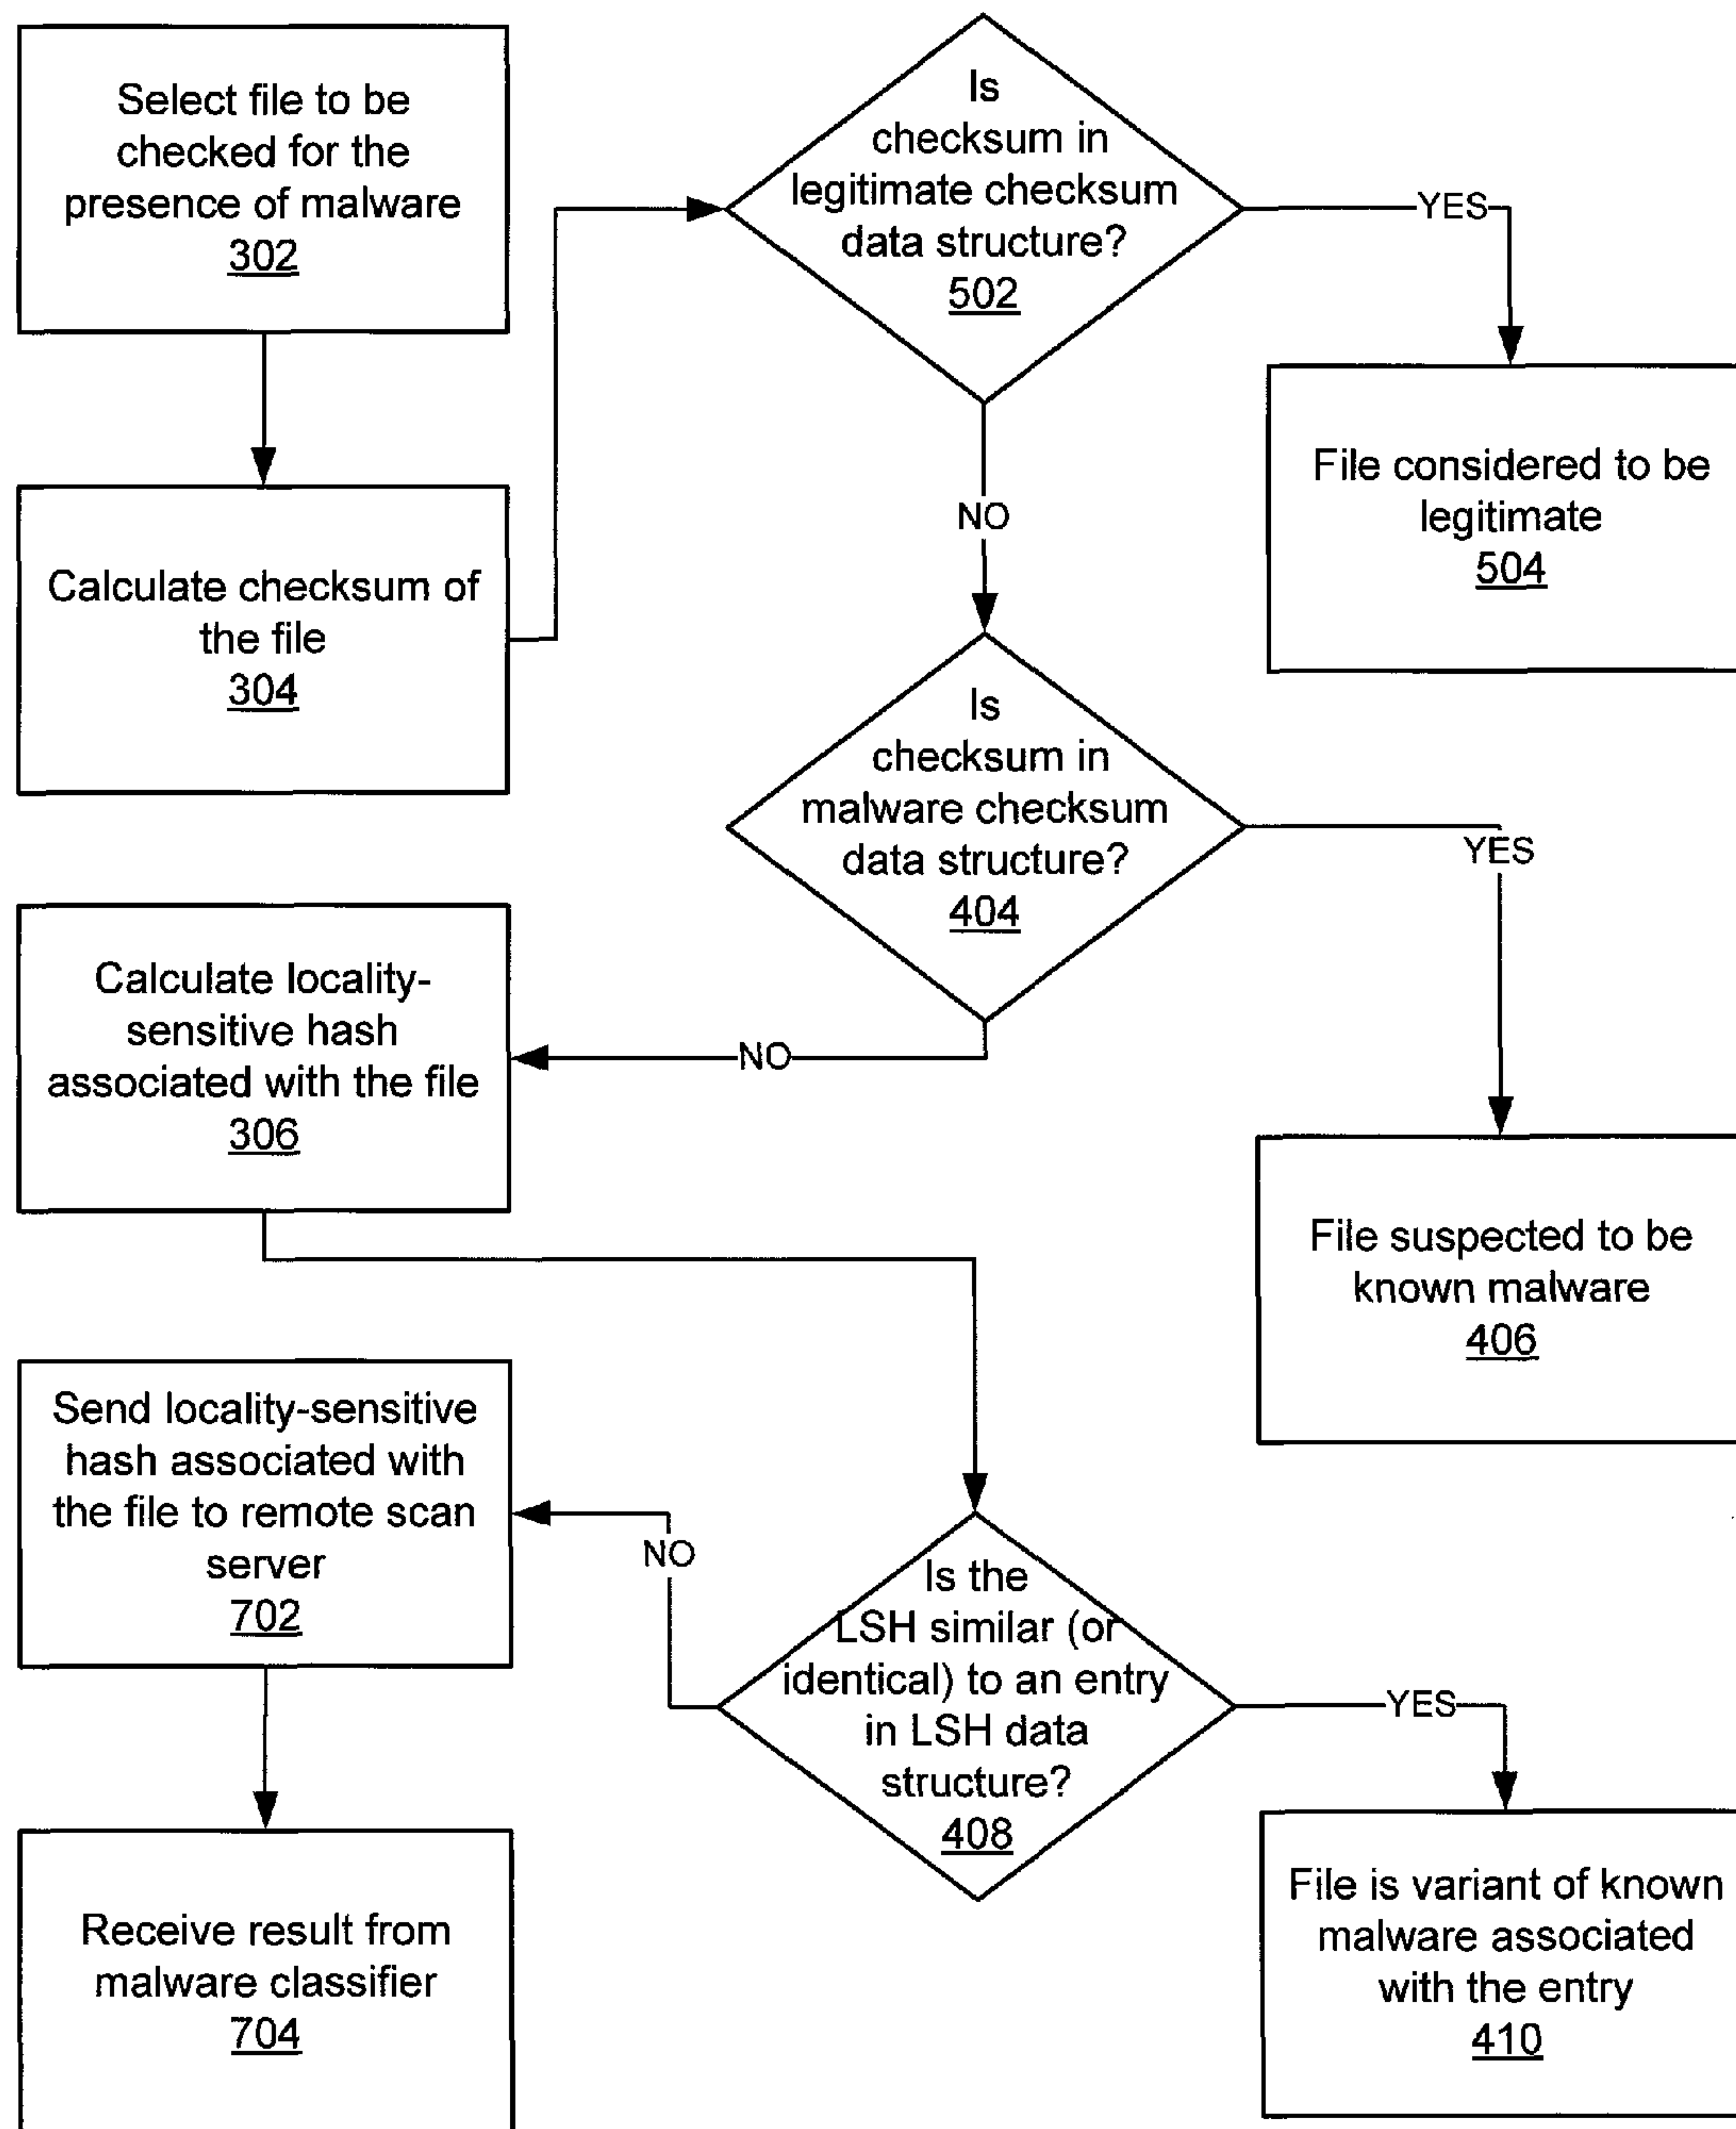 Select file to be
checked for the
presence of malware
302
Calculate checksum of
the file
304
Is
checksum in
legitimate checksum
data structure?
502
YES
File considered to be
legitimate
504
NO
Is
checksum in
malware checksum
data structure?
404
YES
File suspected to be
known malware
406
NO
Calculate locality-
sensitive hash
associated with the file
306
Is the
LSH similar (or
identical) to an entry
in LSH data
structure?
408
YES
File is variant of known
malware associated
with the entry
410
NO
Send locality-sensitive
hash associated with
the file to remote scan
server
702
Receive result from
malware classifier
704